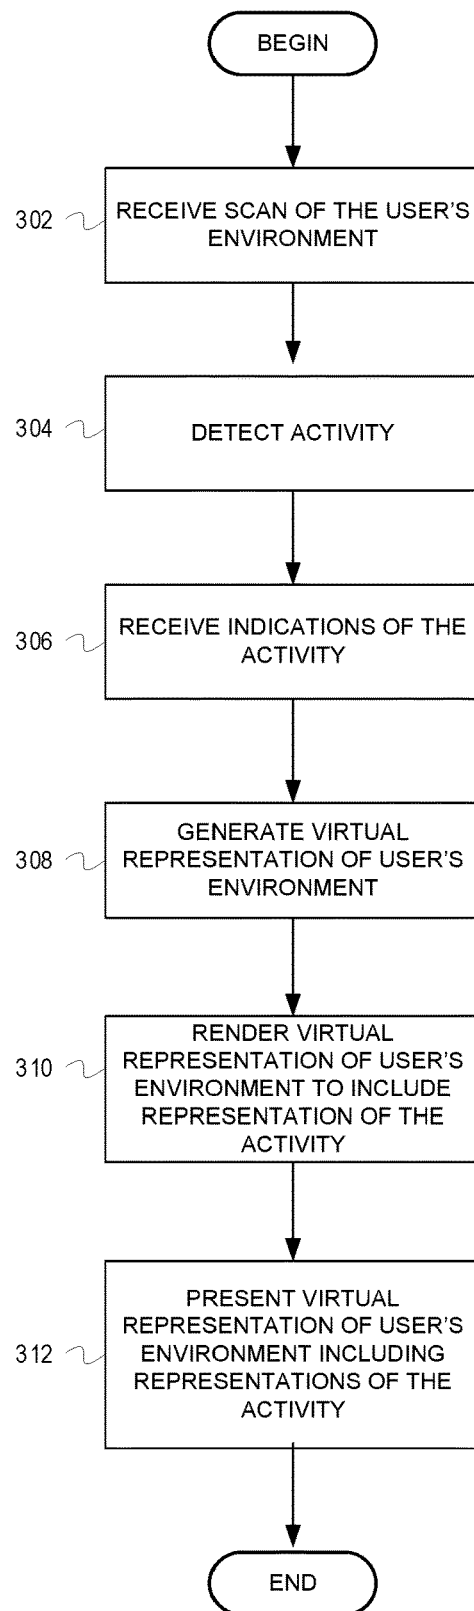 BEGIN
302
RECEIVE SCAN OF THE USER'S
ENVIRONMENT
304
DETECT ACTIVITY
306
RECEIVE INDICATIONS OF THE
ACTIVITY
308
GENERATE VIRTUAL
REPRESENTATION OF USER'S
ENVIRONMENT
310
RENDER VIRTUAL
REPRESENTATION OF USER'S
ENVIRONMENT TO INCLUDE
REPRESENTATION OF THE
ACTIVITY
312
PRESENT VIRTUAL
REPRESENTATION OF USER'S
ENVIRONMENT INCLUDING
REPRESENTATIONS OF THE
ACTIVITY
END